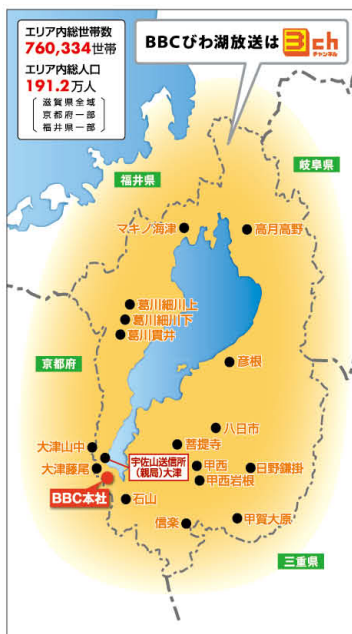 エリア内総世帯数
760,334世帯
エリア内総人口
191.2万人
滋賀県全域
京都府一部
福井県一部
BBCびわ湖放送は 3ch
チャンネル
岐阜県
福井県
マキノ海津
高月高野
葛川細川上
葛川細川下
葛川貫井
京都府
彦根
八日市
大津山中
菩提寺
宇佐山送信所
(親局)大津
大津藤尾
甲西
日野鎌掛
甲西岩根
BBC本社
石山
信楽
甲賀大原
三重県